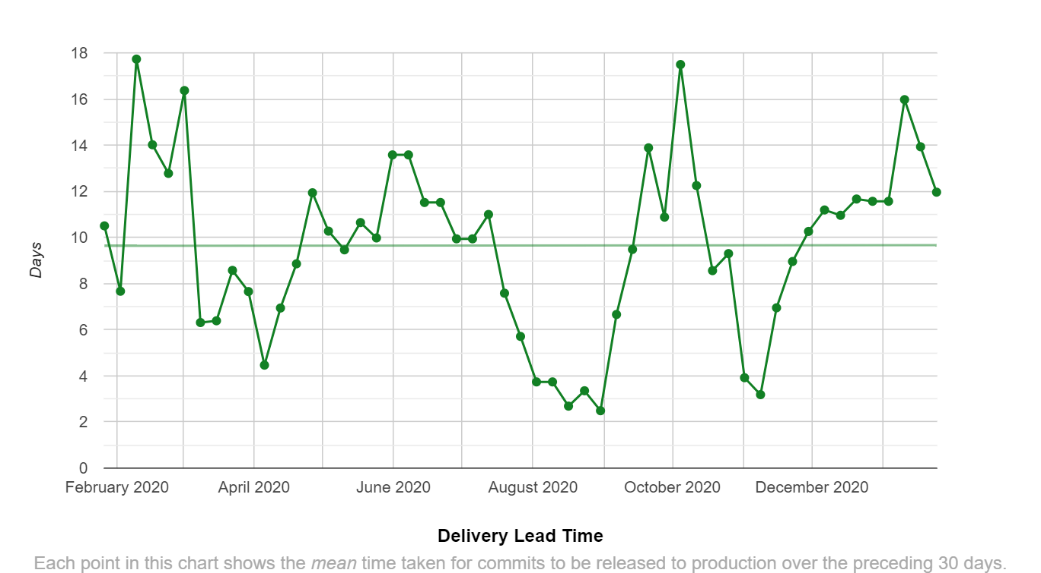 18
16
14
12
10
8
6
4
2
0
Days
February 2020 April 2020 June 2020 August 2020 October 2020 December 2020
Delivery Lead Time
Each point in this chart shows the mean time taken for commits to be released to production over the preceding 30 days.